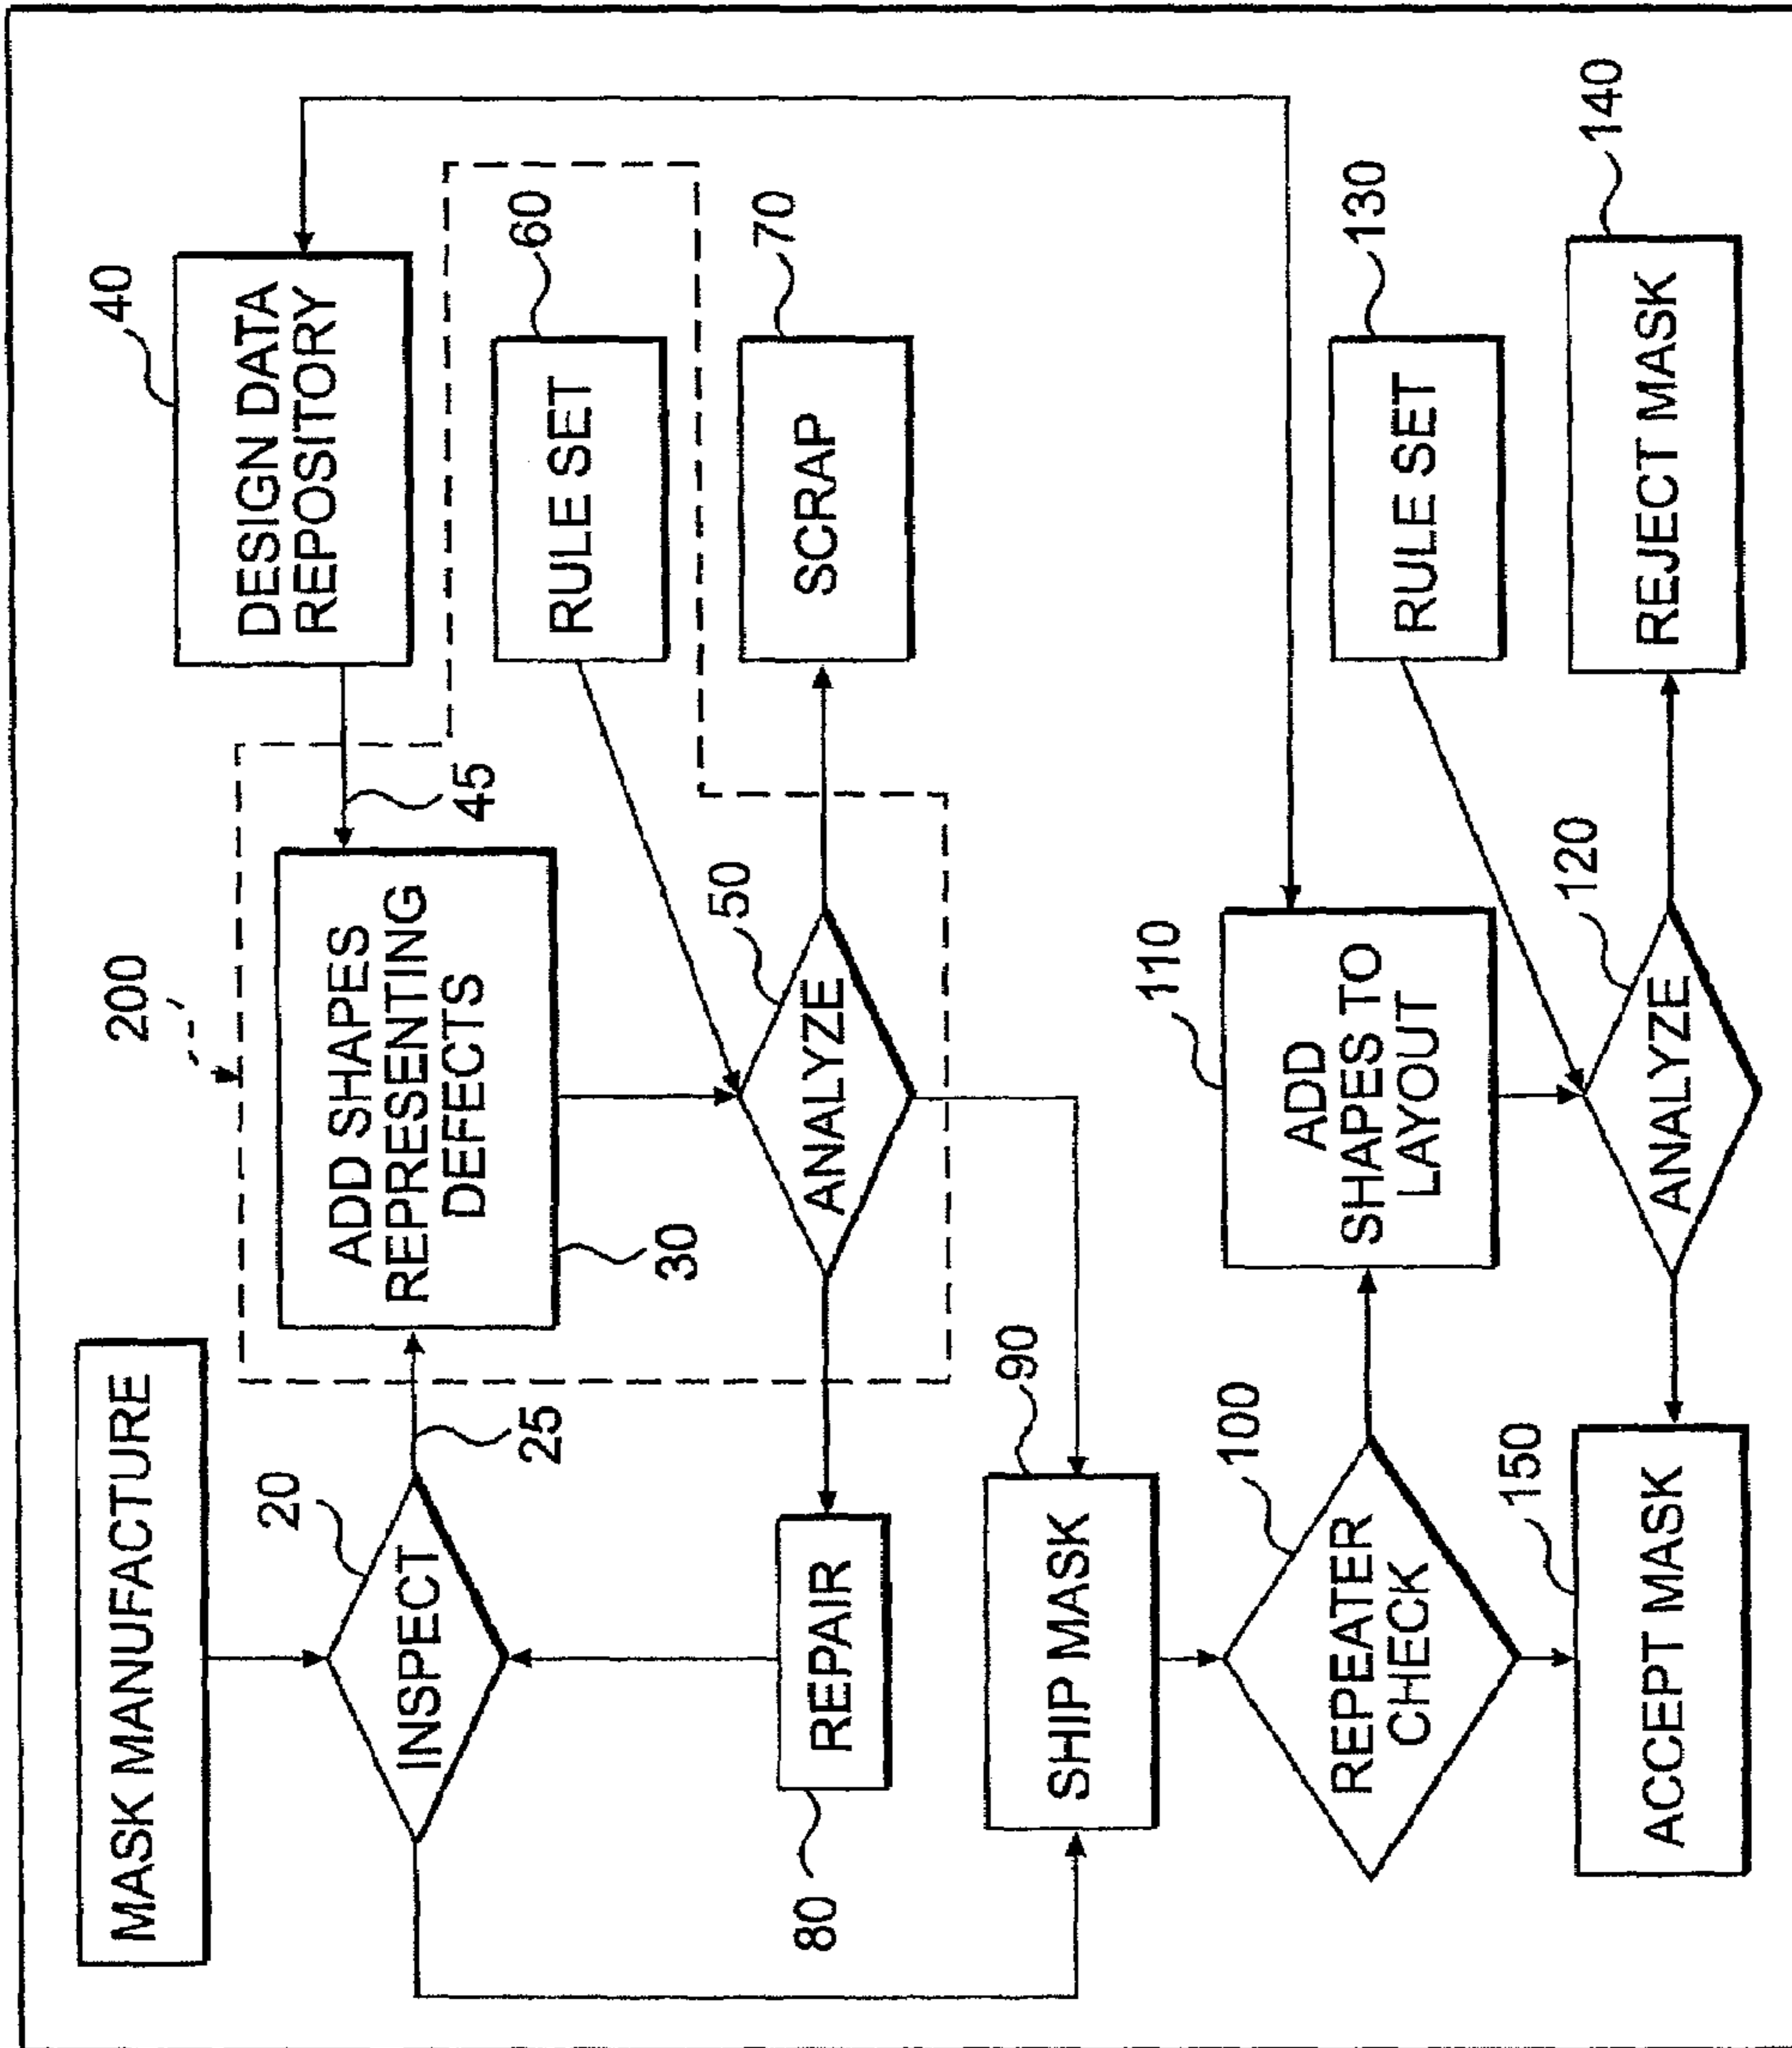 MASK MANUFACTURE
200
40
DESIGN DATA
REPOSITORY
20
INSPECT
25
ADD SHAPES
REPRESENTING
DEFECTS
45
30
60
RULE SET
50
ANALYZE
70
SCRAP
80
REPAIR
90
SHIP MASK
100
REPEATER
CHECK
110
ADD
SHAPES TO
LAYOUT
130
RULE SET
120
ANALYZE
140
REJECT MASK
150
ACCEPT MASK